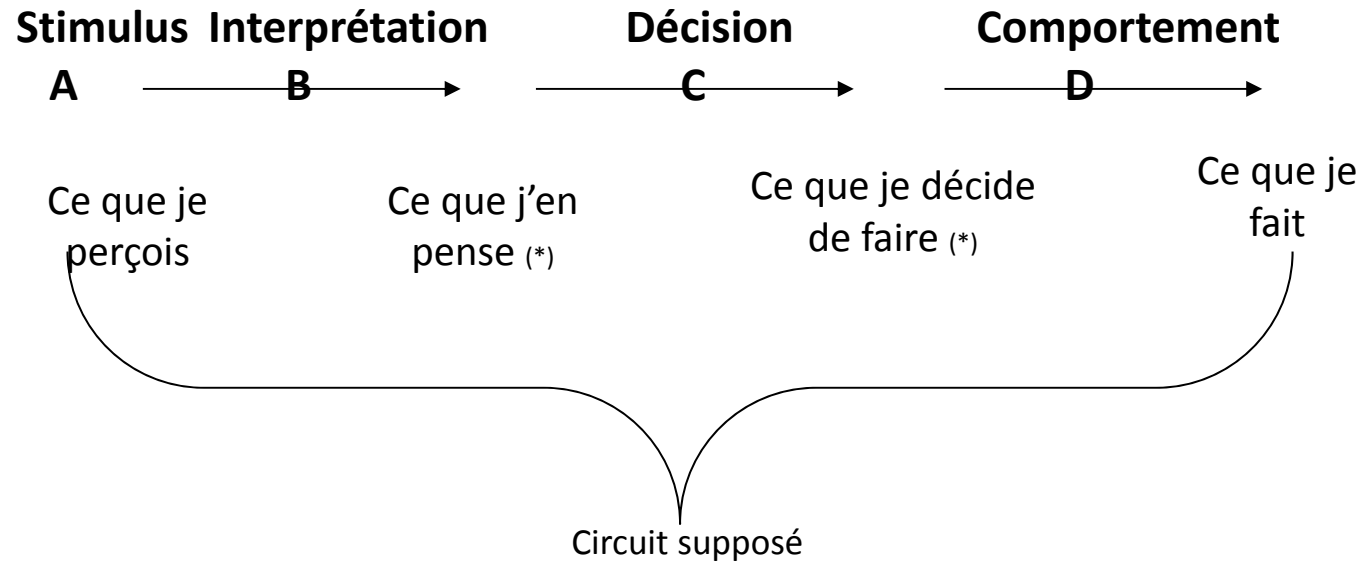 Stimulus Interprétation Décision Comportement
A B C D
Ce que je
perçois
Ce que j’en
pense (*)
Ce que je décide
de faire (*)
Ce que je
fait
Circuit supposé